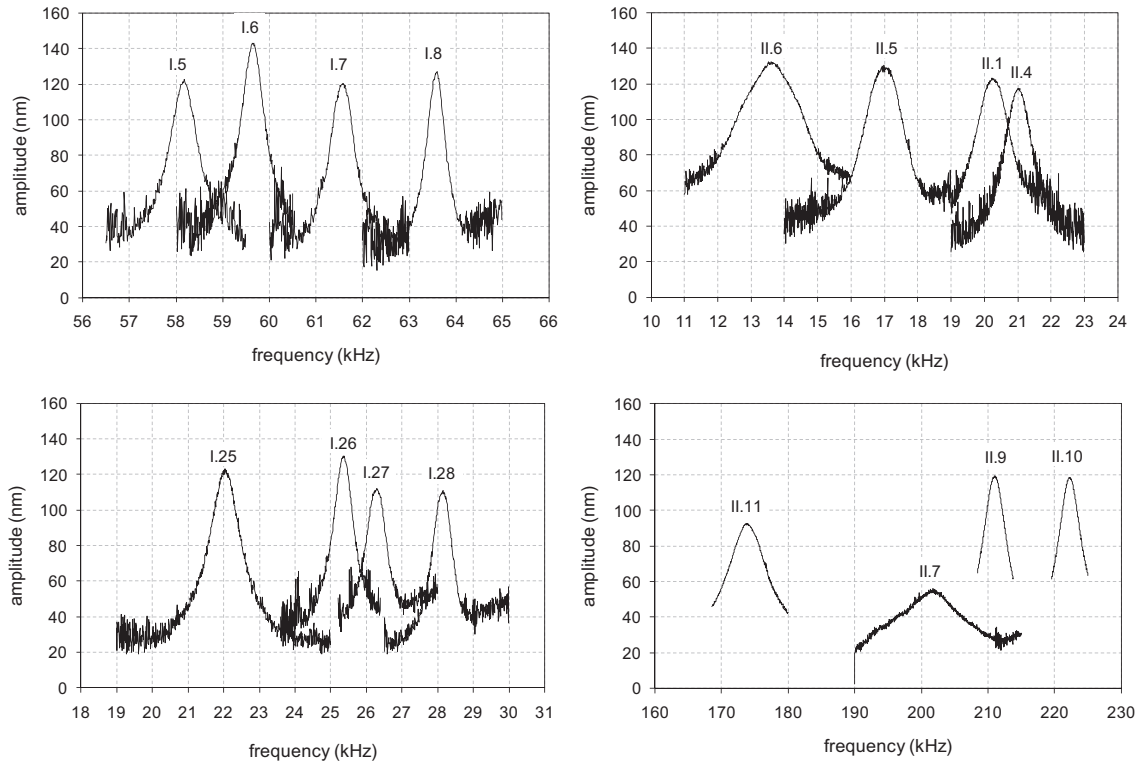 160
140
120
100
80
60
40
20
0
amplitude (nm)
I.5
I.6
I.7
I.8
56 57 58 59 60 61 62 63 64 65 66
frequency (kHz)
160
140
120
100
80
60
40
20
0
amplitude (nm)
II.6
II.5
II.1
II.4
10 11 12 13 14 15 16 17 18 19 20 21 22 23 24
frequency (kHz)
160
140
120
100
80
60
40
20
0
amplitude (nm)
I.25
I.26
I.27
I.28
18 19 20 21 22 23 24 25 26 27 28 29 30 31
frequency (kHz)
160
140
120
100
80
60
40
20
0
amplitude (nm)
II.11
II.7
II.9
II.10
160 170 180 190 200 210 220 230
frequency (kHz)